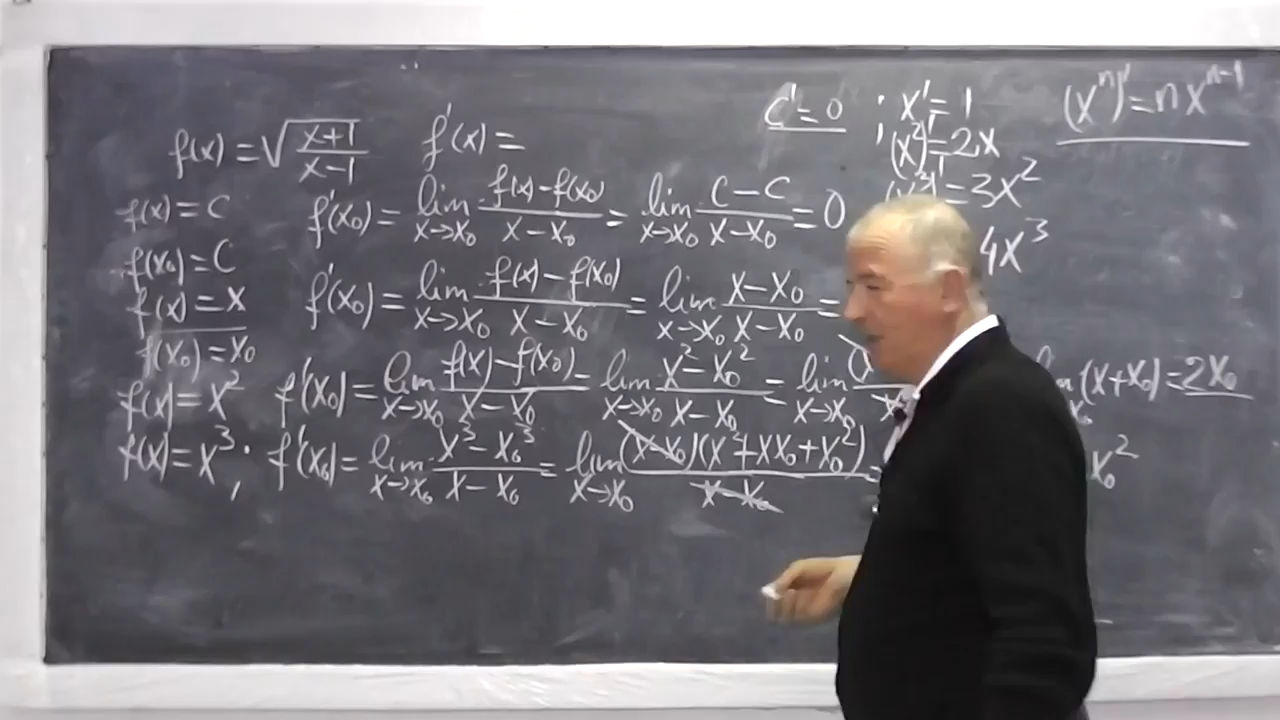 C' = 0 ; x' = 1 (x^n)' = nx^{n-1}
f(x) = √((x+1)/(x-1)) f'(x) = (x²)' = 2x
f(x) = C f'(x₀) = lim_{x→x₀} (f(x)-f(x₀))/(x-x₀) = lim_{x→x₀} (C-C)/(x-x₀) = 0 = 3x²
f(x₀) = C 4x³
f(x) = x f'(x₀) = lim_{x→x₀} (f(x)-f(x₀))/(x-x₀) = lim_{x→x₀} (x-x₀)/(x-x₀) =
f(x₀) = x₀
f(x) = x² f'(x₀) = lim_{x→x₀} (f(x)-f(x₀))/(x-x₀) = lim_{x→x₀} (x²-x₀²)/(x-x₀) = lim_{x→x₀} (x+x₀) = 2x₀
f(x) = x³ ; f'(x₀) = lim_{x→x₀} (x³-x₀³)/(x-x₀) = lim_{x→x₀} ((x-x₀)(x²+xx₀+x₀²))/(x-x₀) = x₀²